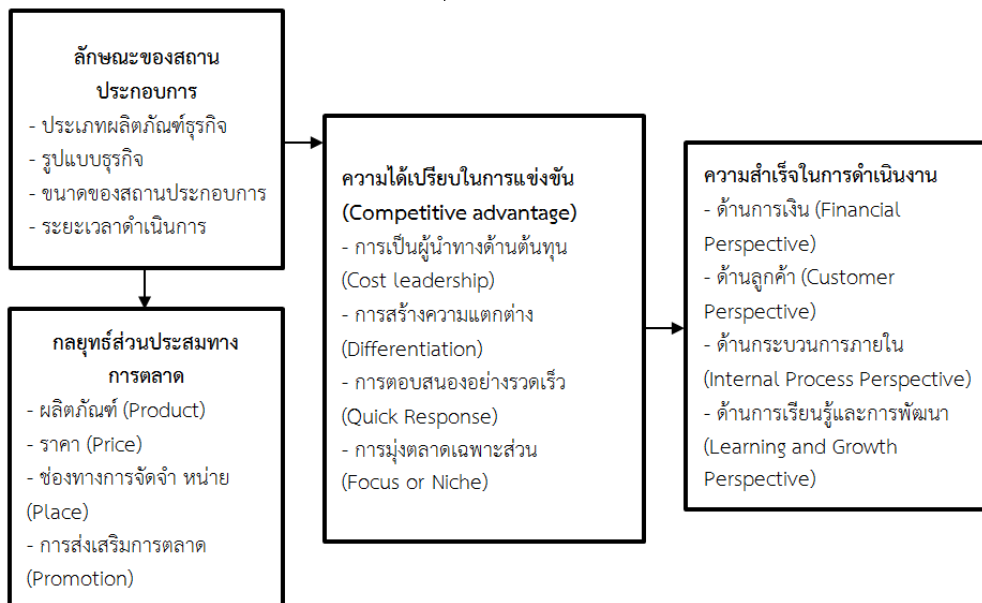 ลักษณะของสถาน
ประกอบการ
- ประเภทผลิตภัณฑ์ธุรกิจ
- รูปแบบธุรกิจ
- ขนาดของสถานประกอบการ
- ระยะเวลาดำเนินการ
กลยุทธ์ส่วนประสมทาง
การตลาด
- ผลิตภัณฑ์ (Product)
- ราคา (Price)
- ช่องทางการจัดจำ หน่าย
(Place)
- การส่งเสริมการตลาด
(Promotion)
ความได้เปรียบในการแข่งขัน
(Competitive advantage)
- การเป็นผู้นำทางด้านต้นทุน
(Cost leadership)
- การสร้างความแตกต่าง
(Differentiation)
- การตอบสนองอย่างรวดเร็ว
(Quick Response)
- การมุ่งตลาดเฉพาะส่วน
(Focus or Niche)
ความสำเร็จในการดำเนินงาน
- ด้านการเงิน (Financial
Perspective)
- ด้านลูกค้า (Customer
Perspective)
- ด้านกระบวนการภายใน
(Internal Process Perspective)
- ด้านการเรียนรู้และการพัฒนา
(Learning and Growth
Perspective)